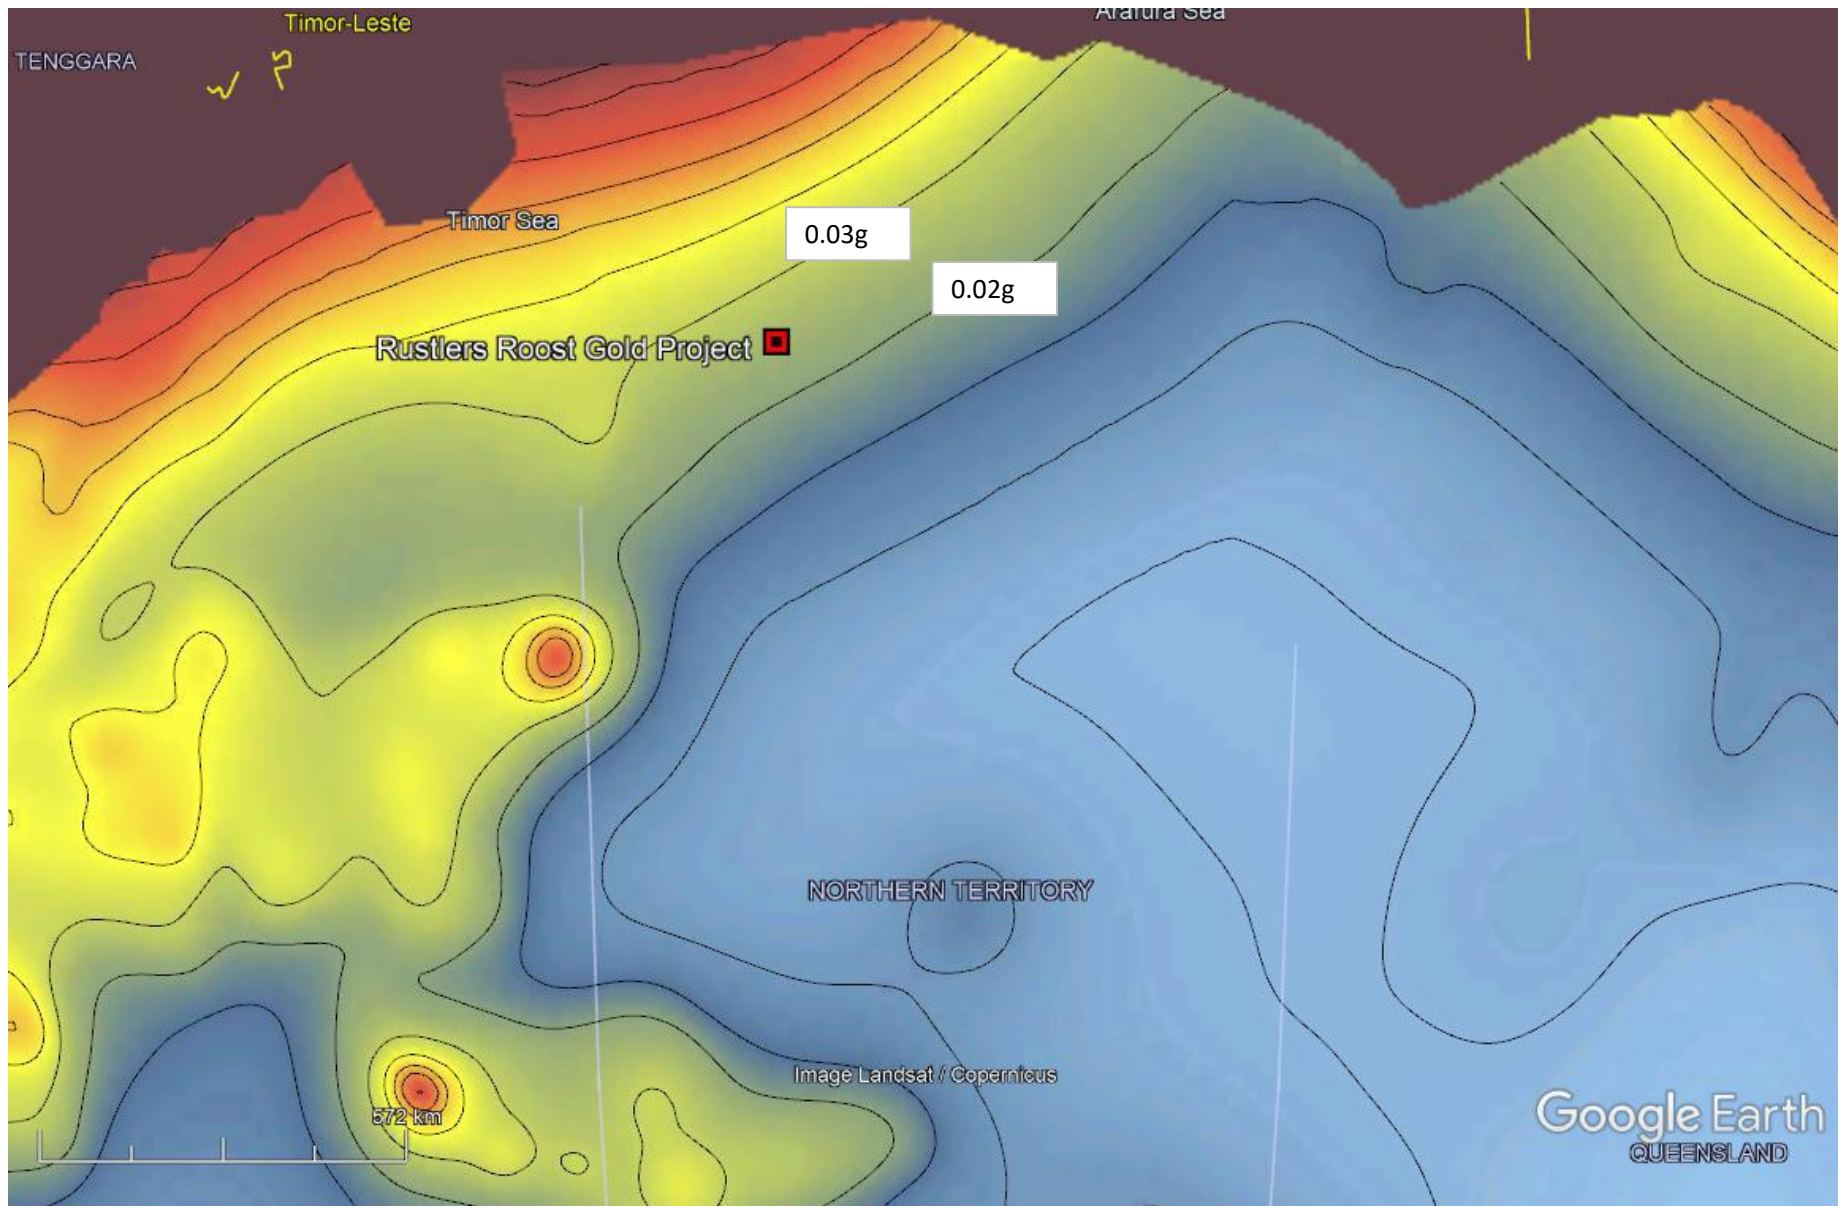 Timor-Leste
Arafura Sea
TENGGARA
Timor Sea
0.03g
0.02g
Rustlers Roost Gold Project
NORTHERN TERRITORY
Image Landsat / Copernicus
572 km
Google Earth
QUEENSLAND